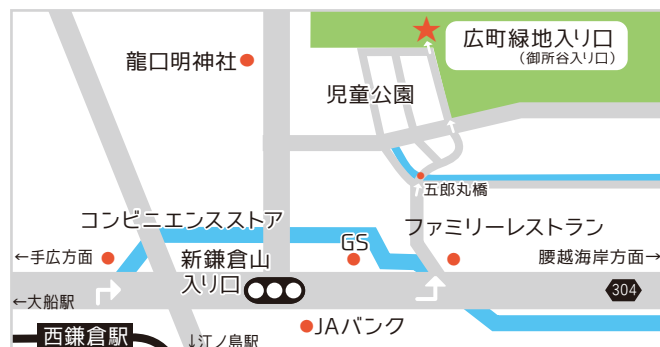 広町緑地入り口
(御所谷入り口)
龍口明神社
児童公園
五郎丸橋
コンビニエンスストア
GS
ファミリーレストラン
←手広方面
新鎌倉山
入り口
腰越海岸方面→
304
←大船駅
JAバンク
西鎌倉駅
↓江ノ島駅